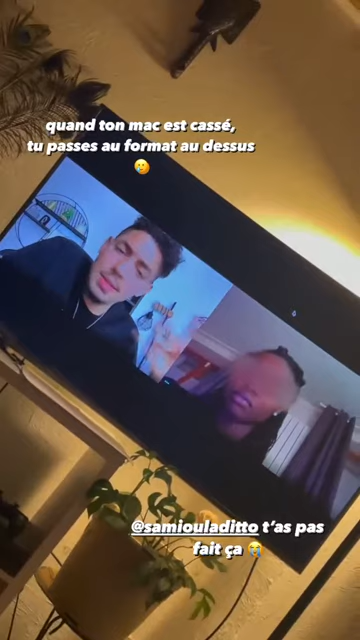 quand ton mac est cassé,
tu passes au format au dessus
🥲
@samiouladitto t'as pas
fait ça 😭